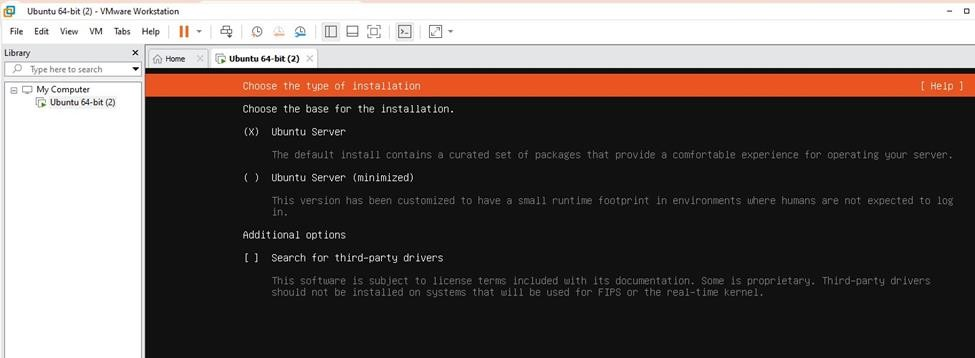 Ubuntu 64-bit (2) - VMware Workstation
File Edit View VM Tabs Help
Library
Type here to search
My Computer
Ubuntu 64-bit (2)
Home
Ubuntu 64-bit (2)
Choose the type of installation [ Help ]
Choose the base for the installation.
(X) Ubuntu Server
The default install contains a curated set of packages that provide a comfortable experience for operating your server.
( ) Ubuntu Server (minimized)
This version has been customized to have a small runtime footprint in environments where humans are not expected to log
in.
Additional options
[ ] Search for third-party drivers
This software is subject to license terms included with its documentation. Some is proprietary. Third-party drivers
should not be installed on systems that will be used for FIPS or the real-time kernel.